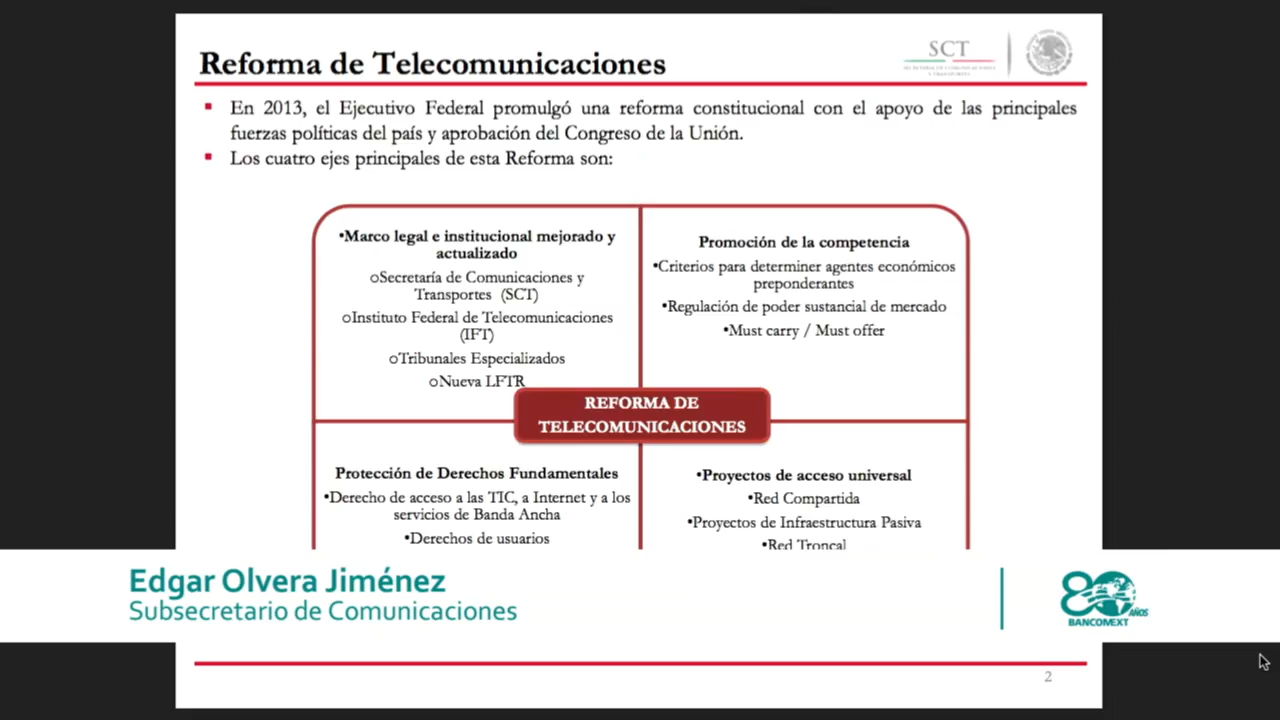 Reforma de Telecomunicaciones
SCT
▪ En 2013, el Ejecutivo Federal promulgó una reforma constitucional con el apoyo de las principales
fuerzas políticas del país y aprobación del Congreso de la Unión.
▪ Los cuatro ejes principales de esta Reforma son:
•Marco legal e institucional mejorado y
actualizado
oSecretaría de Comunicaciones y
Transportes (SCT)
oInstituto Federal de Telecomunicaciones
(IFT)
oTribunales Especializados
oNueva LFTR
Promoción de la competencia
•Criterios para determiner agentes económicos
preponderantes
•Regulación de poder sustancial de mercado
•Must carry / Must offer
REFORMA DE
TELECOMUNICACIONES
Protección de Derechos Fundamentales
•Derecho de acceso a las TIC, a Internet y a los
servicios de Banda Ancha
•Derechos de usuarios
•Proyectos de acceso universal
•Red Compartida
•Proyectos de Infraestructura Pasiva
•Red Troncal
Edgar Olvera Jiménez
Subsecretario de Comunicaciones
80 AÑOS
BANCOMEXT
2